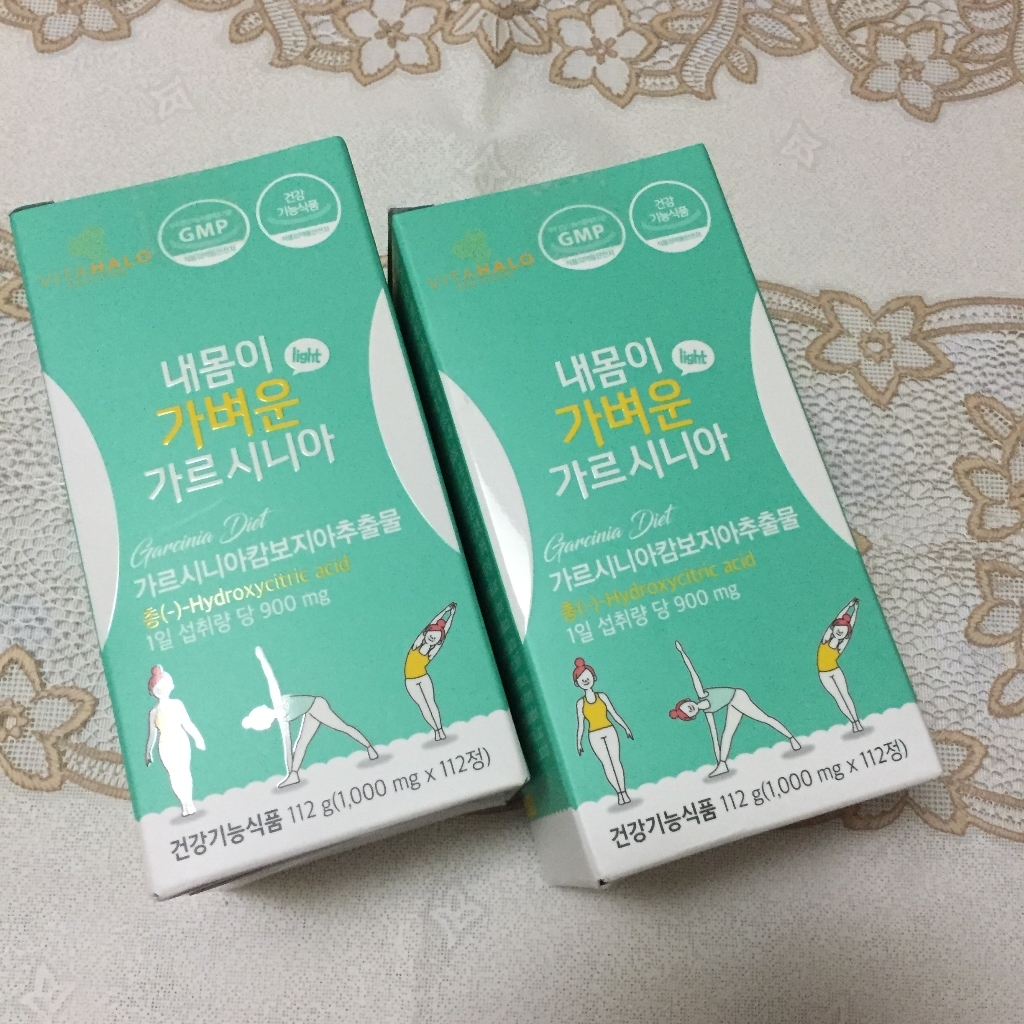 VITAHALO
GMP
건강
기능식품
내몸이
light
가벼운
가르시니아
Garcinia Diet
가르시니아캄보지아추출물
총(-)-Hydroxycitric acid
1일 섭취량 당 900 mg
건강기능식품 112 g(1,000 mg x 112정)
VITAHALO
GMP
건강
기능식품
내몸이
light
가벼운
가르시니아
Garcinia Diet
가르시니아캄보지아추출물
총(-)-Hydroxycitric acid
1일 섭취량 당 900 mg
건강기능식품 112 g(1,000 mg x 112정)